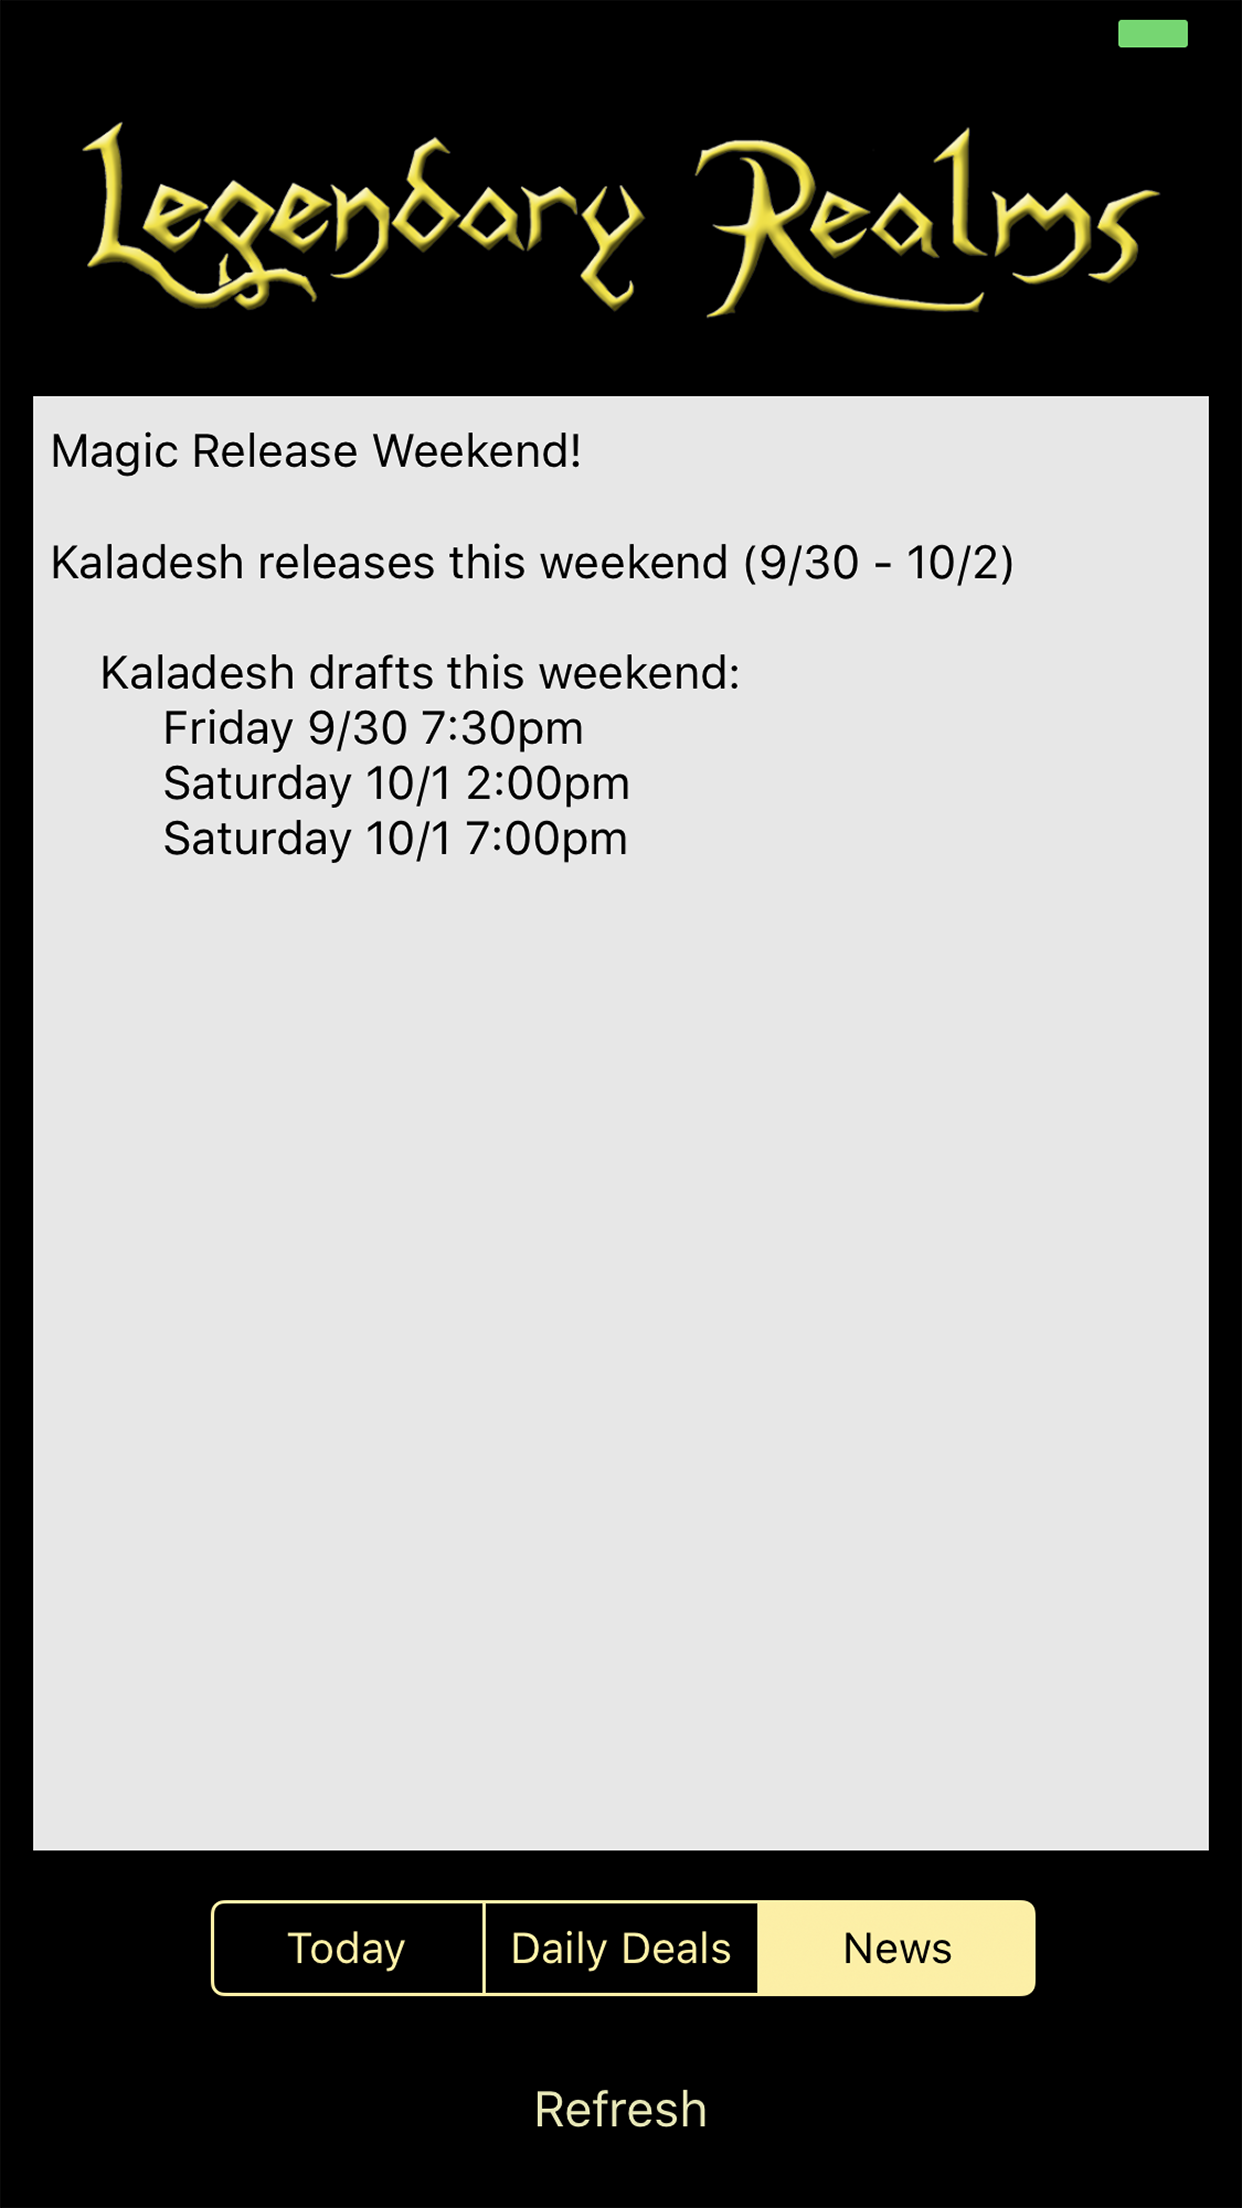 Legendary Realms
Magic Release Weekend!
Kaladesh releases this weekend (9/30 - 10/2)
Kaladesh drafts this weekend:
Friday 9/30 7:30pm
Saturday 10/1 2:00pm
Saturday 10/1 7:00pm
Today Daily Deals News
Refresh